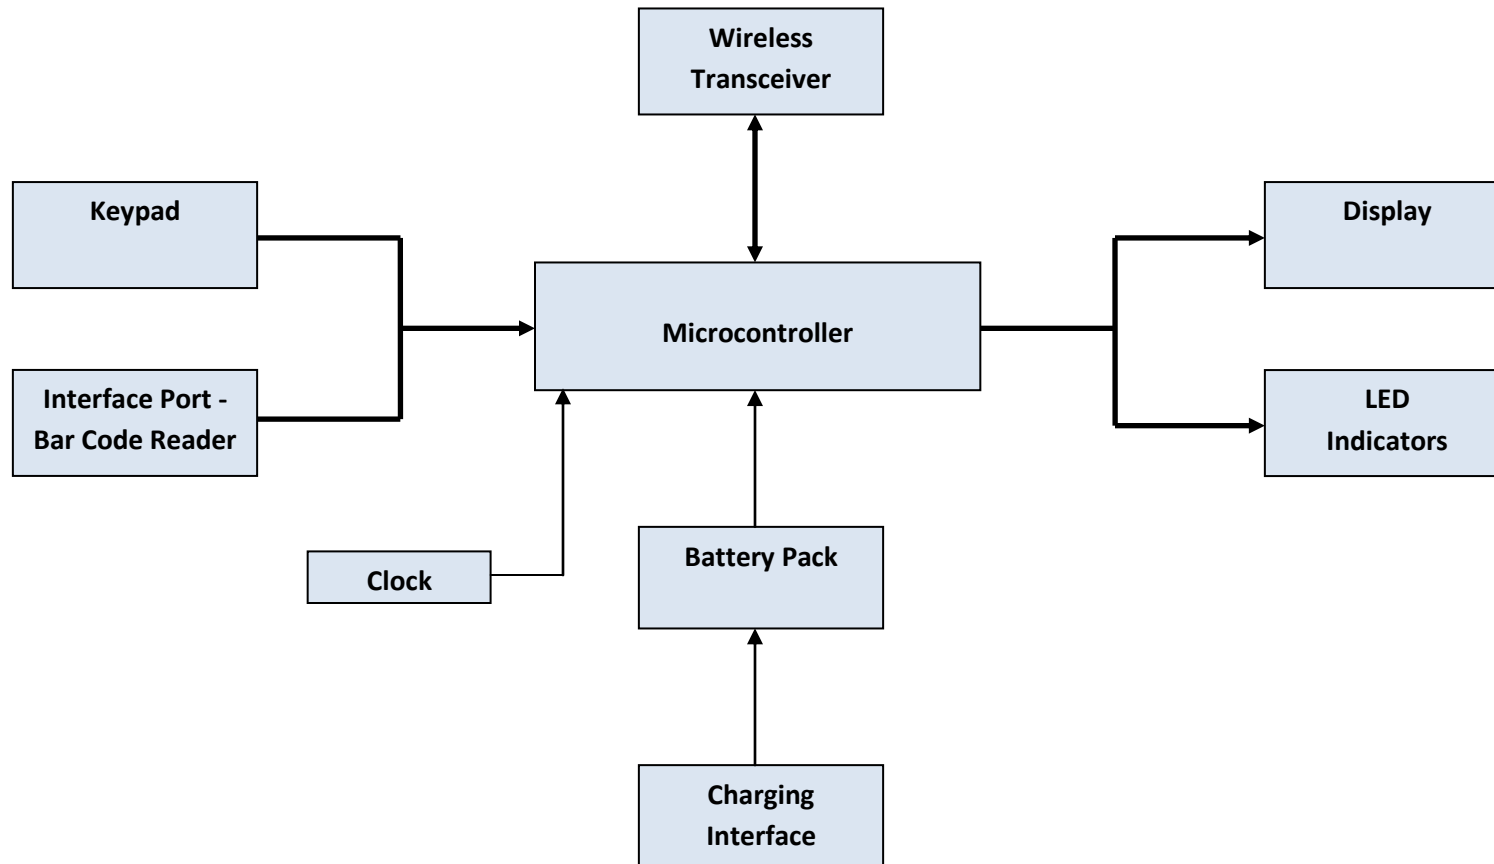 Wireless
Transceiver
Keypad
Display
Microcontroller
Interface Port -
Bar Code Reader
LED
Indicators
Clock
Battery Pack
Charging
Interface